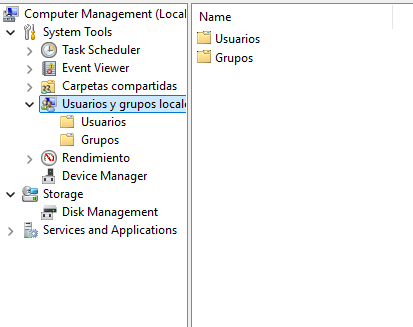 Computer Management (Local
System Tools
Task Scheduler
Event Viewer
Carpetas compartidas
Usuarios y grupos locale
Usuarios
Grupos
Rendimiento
Device Manager
Storage
Disk Management
Services and Applications
Name
Usuarios
Grupos